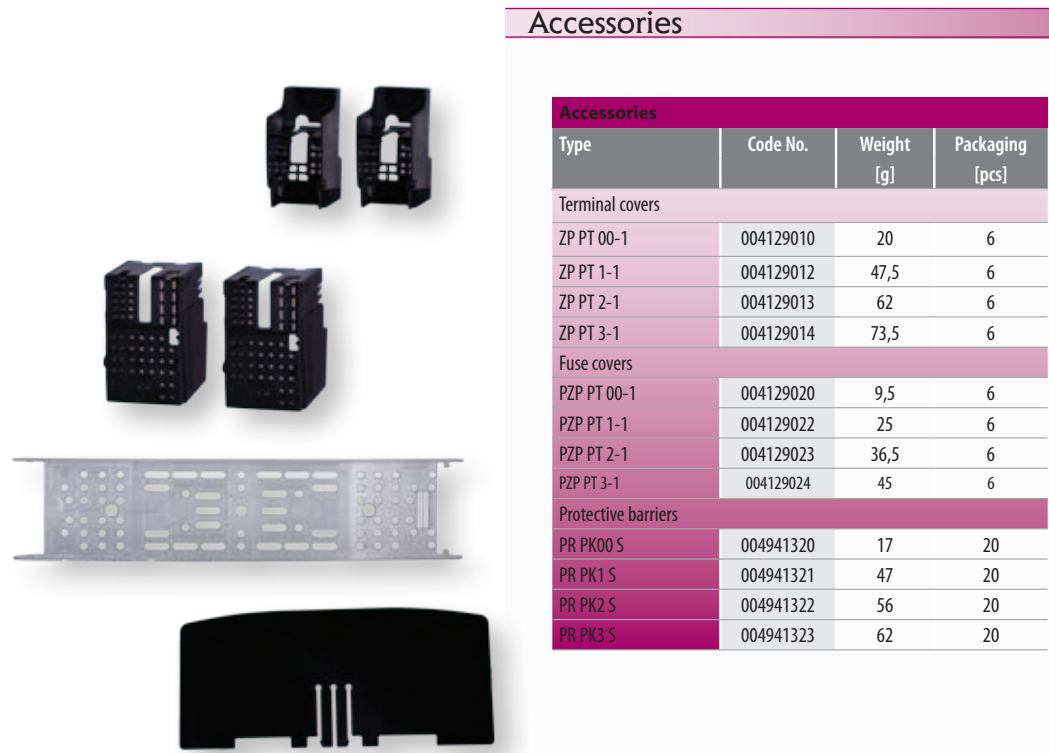 Accessories
Accessories
Type Code No. Weight Packaging
[g] [pcs]
Terminal covers
ZP PT 00-1 004129010 20 6
ZP PT 1-1 004129012 47,5 6
ZP PT 2-1 004129013 62 6
ZP PT 3-1 004129014 73,5 6
Fuse covers
PZP PT 00-1 004129020 9,5 6
PZP PT 1-1 004129022 25 6
PZP PT 2-1 004129023 36,5 6
PZP PT 3-1 004129024 45 6
Protective barriers
PR PK00 S 004941320 17 20
PR PK1 S 004941321 47 20
PR PK2 S 004941322 56 20
PR PK3 S 004941323 62 20